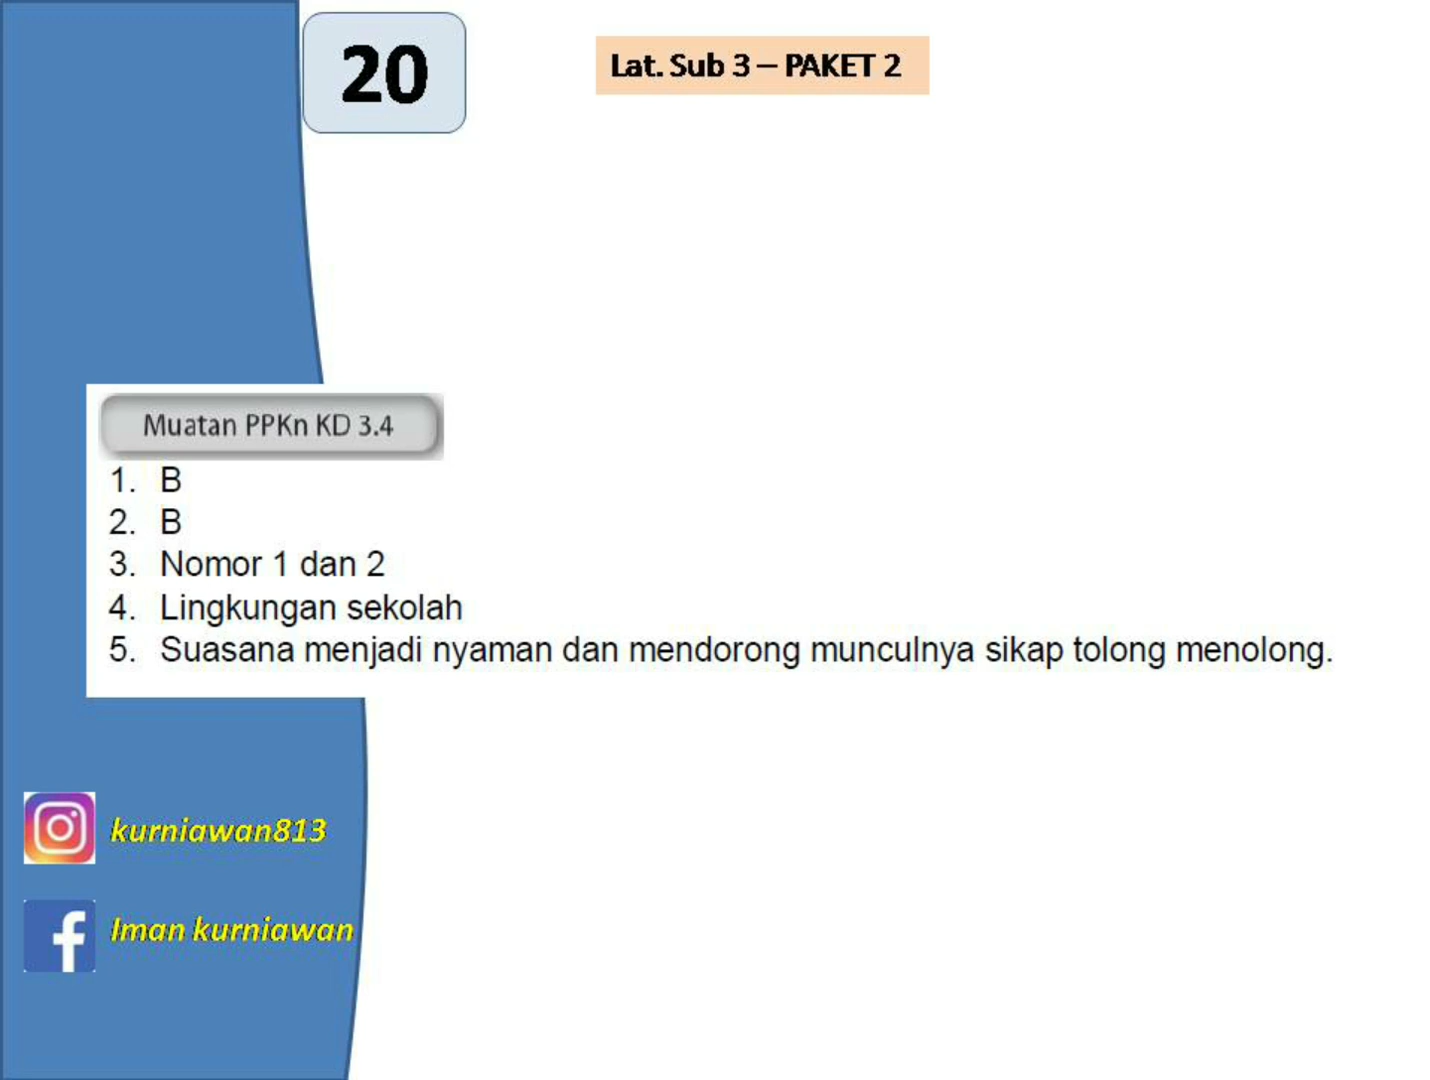 20
Lat. Sub 3 – PAKET 2
Muatan PPKn KD 3.4
1. B
2. B
3. Nomor 1 dan 2
4. Lingkungan sekolah
5. Suasana menjadi nyaman dan mendorong munculnya sikap tolong menolong.
kurniawan813
Iman kurniawan